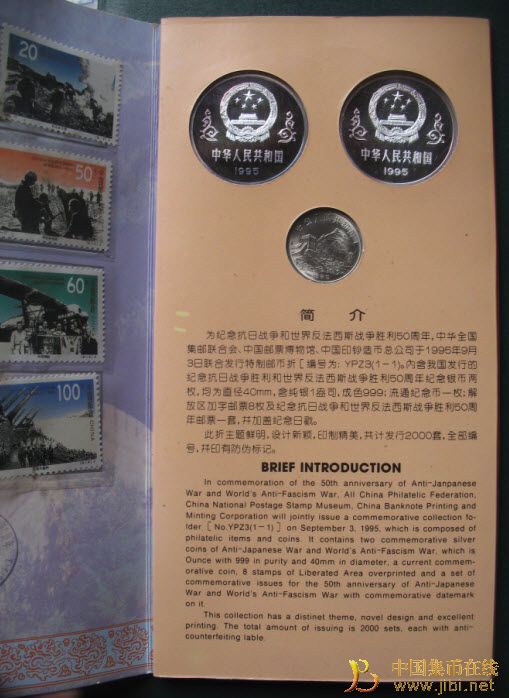 20
50
60
100
CHINA
中华人民共和国
1995
中华人民共和国
1995
简 介
为纪念抗日战争和世界反法西斯战争胜利50周年，中华全国
集邮联合会、中国邮票博物馆、中国印钞造币总公司于1995年9月
3日联合发行特制邮币折[编号为：YPZ3(1-1)。内含我国发行的
纪念抗日战争胜利和世界反法西斯战争胜利50周年纪念银币两
枚，均为直径40mm，含纯银1盎司，成色999；流通纪念币一枚；解
放区加字邮票8枚及纪念抗日战争和世界反法西斯战争胜利50周
年邮票一套，并加盖纪念日戳。
此折主题鲜明，设计新颖，印制精美，共计发行2000套，全部编
号，并印有防伪标记。
BRIEF INTRODUCTION
In commemoration of the 50th anniversary of Anti-Janpanese
War and World's Anti-Fascism War, All China Philatelic Federation,
China National Postage Stamp Museum, China Banknote Printing and
Minting Corporation will jointly issue a commemorative collection fo-
lder [No.YPZ3(1-1) on September 3, 1995, which is composed of
philatelic items and coins. It contains two commemorative silver
coins of Anti-Japanese War and World's Anti-Fascism War, which is
Ounce with 999 in purity and 40mm in diameter, a current commem-
orative coin, 8 stamps of Liberated Area overprinted and a set of
commemorative issues for the 50th anniversary of Anti-Japanese
War and World's Anti-Fascism War with commemorative datemark
on it.
This collection has a distinet theme, novel design and excellent
printing. The total amount of issuing is 2000 sets, each with anti-
counterfeiting lable.
中国集币在线
www.jibi.net